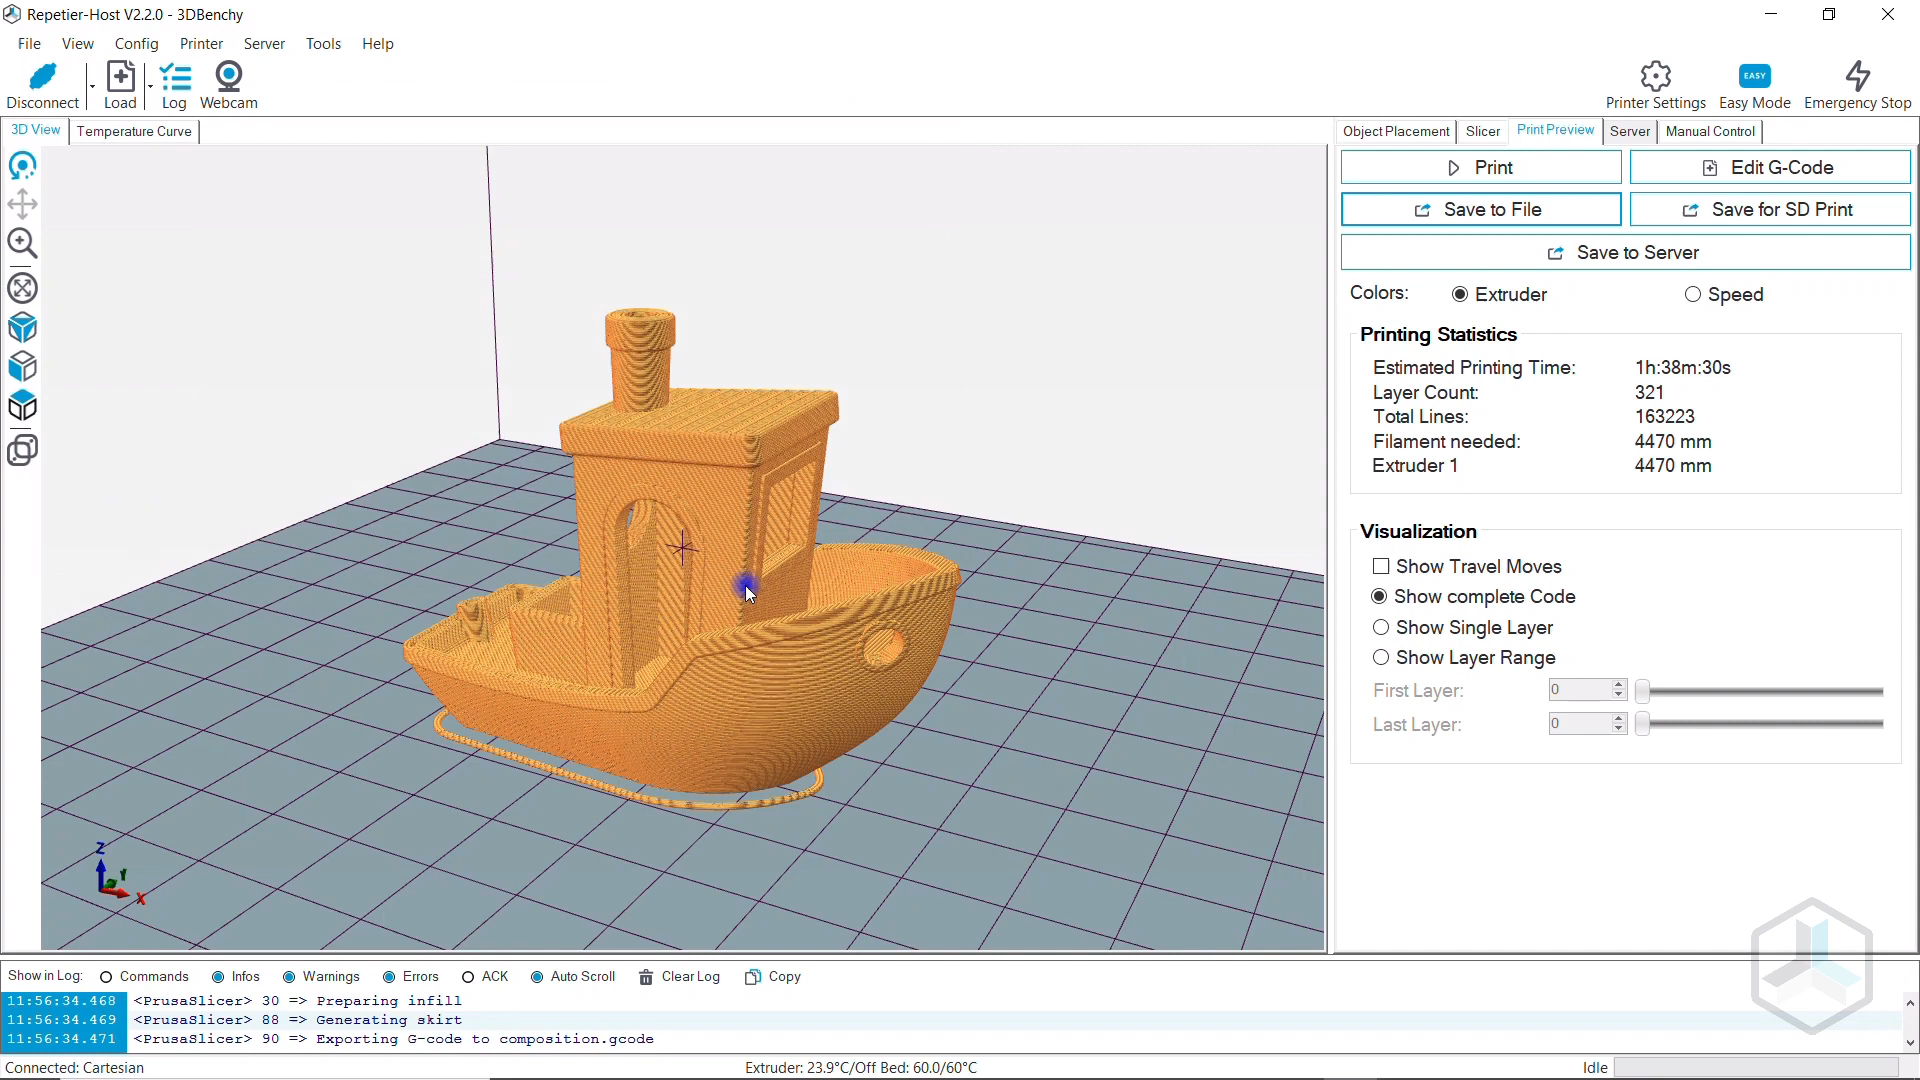 Repetier-Host V2.2.0 - 3DBenchy
File View Config Printer Server Tools Help
Disconnect Load Log Webcam Printer Settings EASY Easy Mode Emergency Stop
3D View Temperature Curve
Object Placement Slicer Print Preview Server Manual Control
Print Edit G-Code
Save to File Save for SD Print
Save to Server
Colors: Extruder Speed
Printing Statistics
Estimated Printing Time: 1h:38m:30s
Layer Count: 321
Total Lines: 163223
Filament needed: 4470 mm
Extruder 1 4470 mm
Visualization
Show Travel Moves
Show complete Code
Show Single Layer
Show Layer Range
First Layer: 0
Last Layer: 0
Z
Y
X
Show in Log: Commands Infos Warnings Errors ACK Auto Scroll Clear Log Copy
11:56:34.468 <PrusaSlicer> 30 => Preparing infill
11:56:34.469 <PrusaSlicer> 88 => Generating skirt
11:56:34.471 <PrusaSlicer> 90 => Exporting G-code to composition.gcode
Connected: Cartesian Extruder: 23.9°C/Off Bed: 60.0/60°C Idle